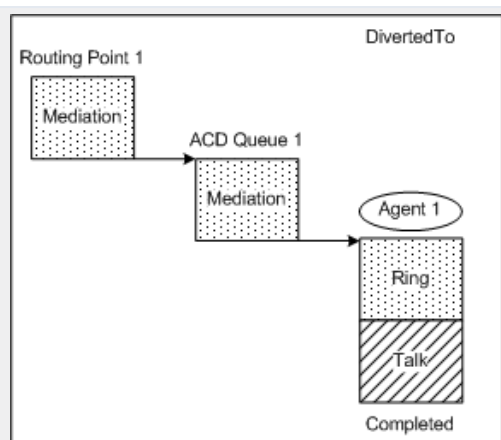 DivertedTo
Routing Point 1
Mediation
ACD Queue 1
Mediation
Agent 1
Ring
Talk
Completed